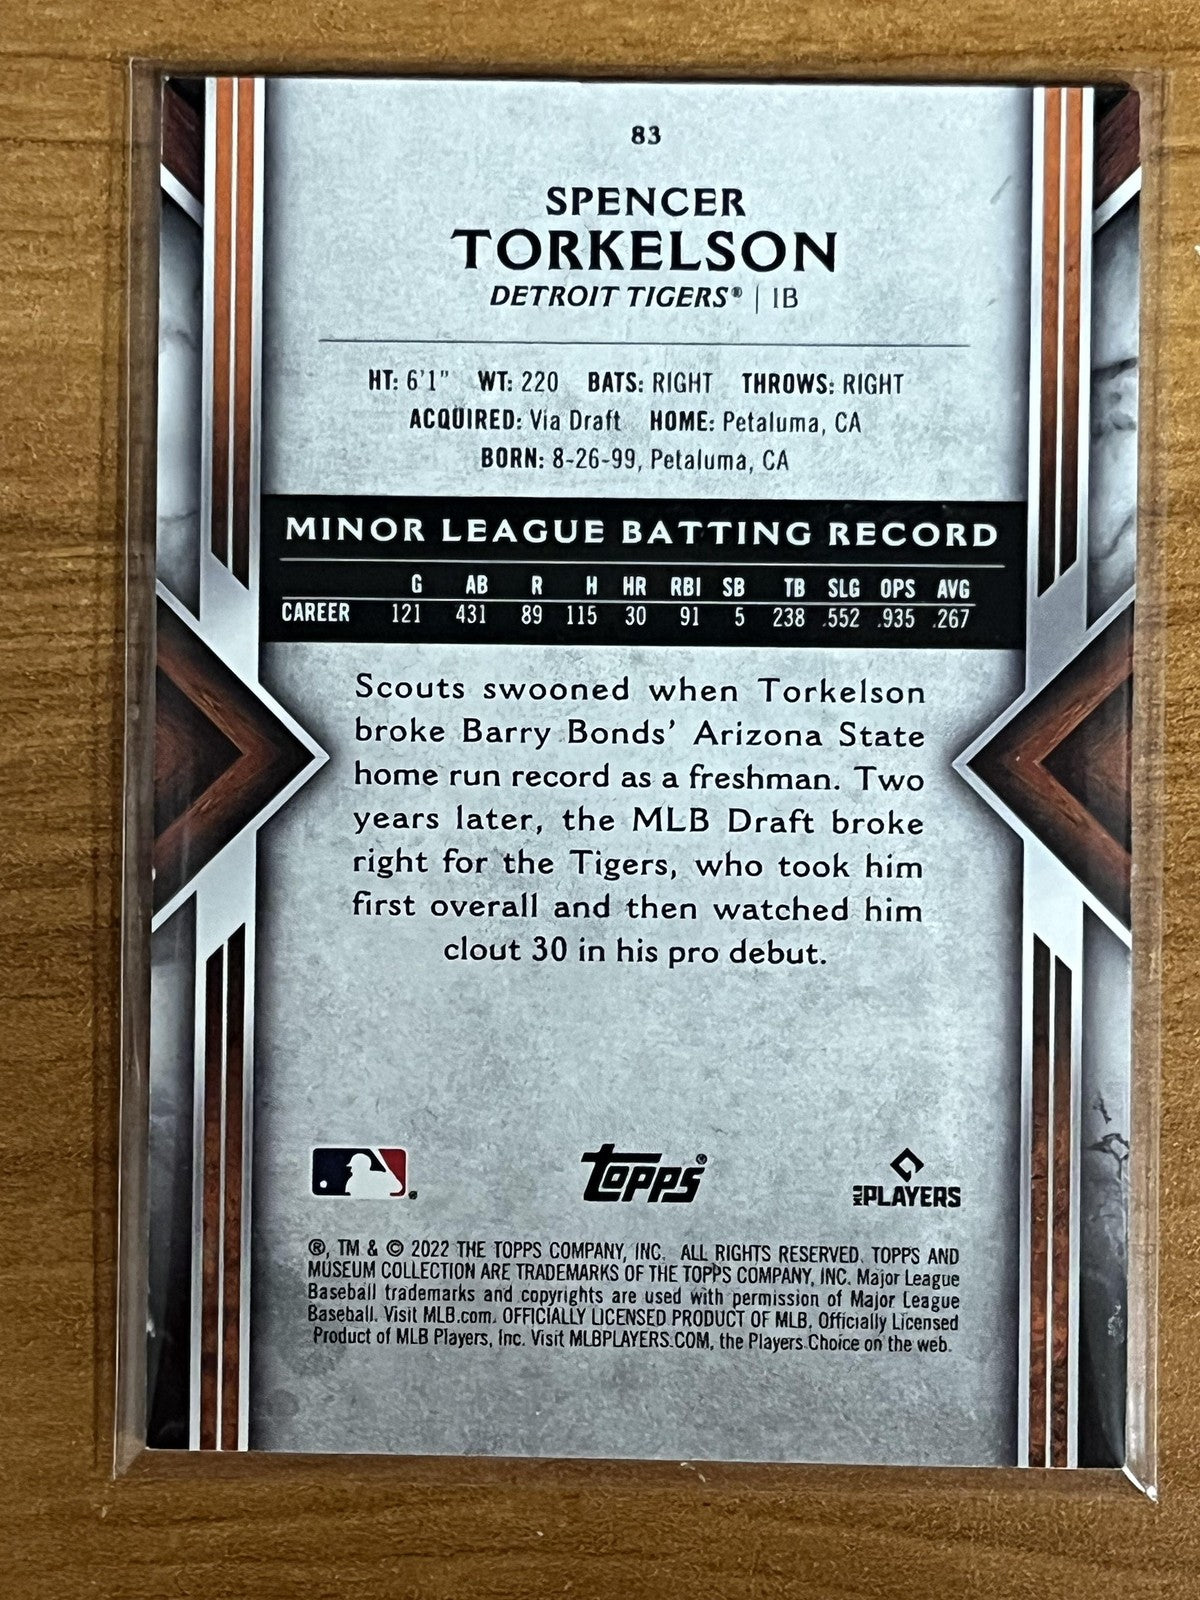 83
SPENCER
TORKELSON
DETROIT TIGERS® | 1B
HT: 6'1" WT: 220 BATS: RIGHT THROWS: RIGHT
ACQUIRED: Via Draft HOME: Petaluma, CA
BORN: 8-26-99, Petaluma, CA
MINOR LEAGUE BATTING RECORD
G AB R H HR RBI SB TB SLG OPS AVG
CAREER 121 431 89 115 30 91 5 238 .552 .935 .267
Scouts swooned when Torkelson
broke Barry Bonds' Arizona State
home run record as a freshman. Two
years later, the MLB Draft broke
right for the Tigers, who took him
first overall and then watched him
clout 30 in his pro debut.
topps®
MLB PLAYERS
®, TM & © 2022 THE TOPPS COMPANY, INC. ALL RIGHTS RESERVED. TOPPS AND
MUSEUM COLLECTION ARE TRADEMARKS OF THE TOPPS COMPANY, INC. Major League
Baseball trademarks and copyrights are used with permission of Major League
Baseball. Visit MLB.com. OFFICIALLY LICENSED PRODUCT OF MLB. Officially Licensed
Product of MLB Players, Inc. Visit MLBPLAYERS.COM, the Players Choice on the web.